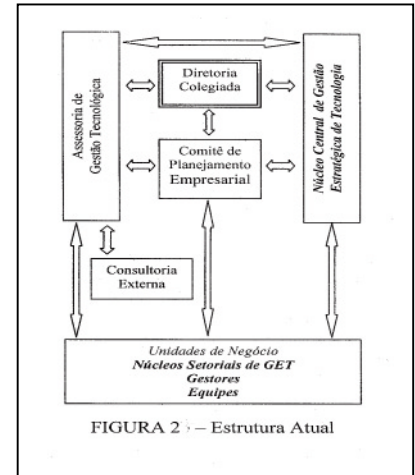 Assessoria de
Gestão Tecnológica
Diretoria
Colegiada
Núcleo Central de Gestão
Estratégica de Tecnologia
Comitê de
Planejamento
Empresarial
Consultoria
Externa
Unidades de Negócio
Núcleos Setoriais de GET
Gestores
Equipes
FIGURA 2 – Estrutura Atual